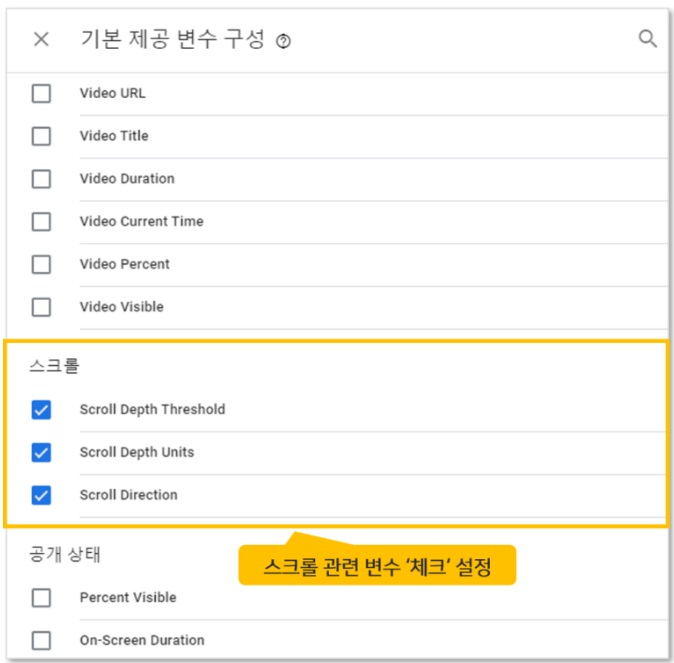 기본 제공 변수 구성
Video URL
Video Title
Video Duration
Video Current Time
Video Percent
Video Visible
스크롤
Scroll Depth Threshold
Scroll Depth Units
Scroll Direction
공개 상태
스크롤 관련 변수 '체크' 설정
Percent Visible
On-Screen Duration